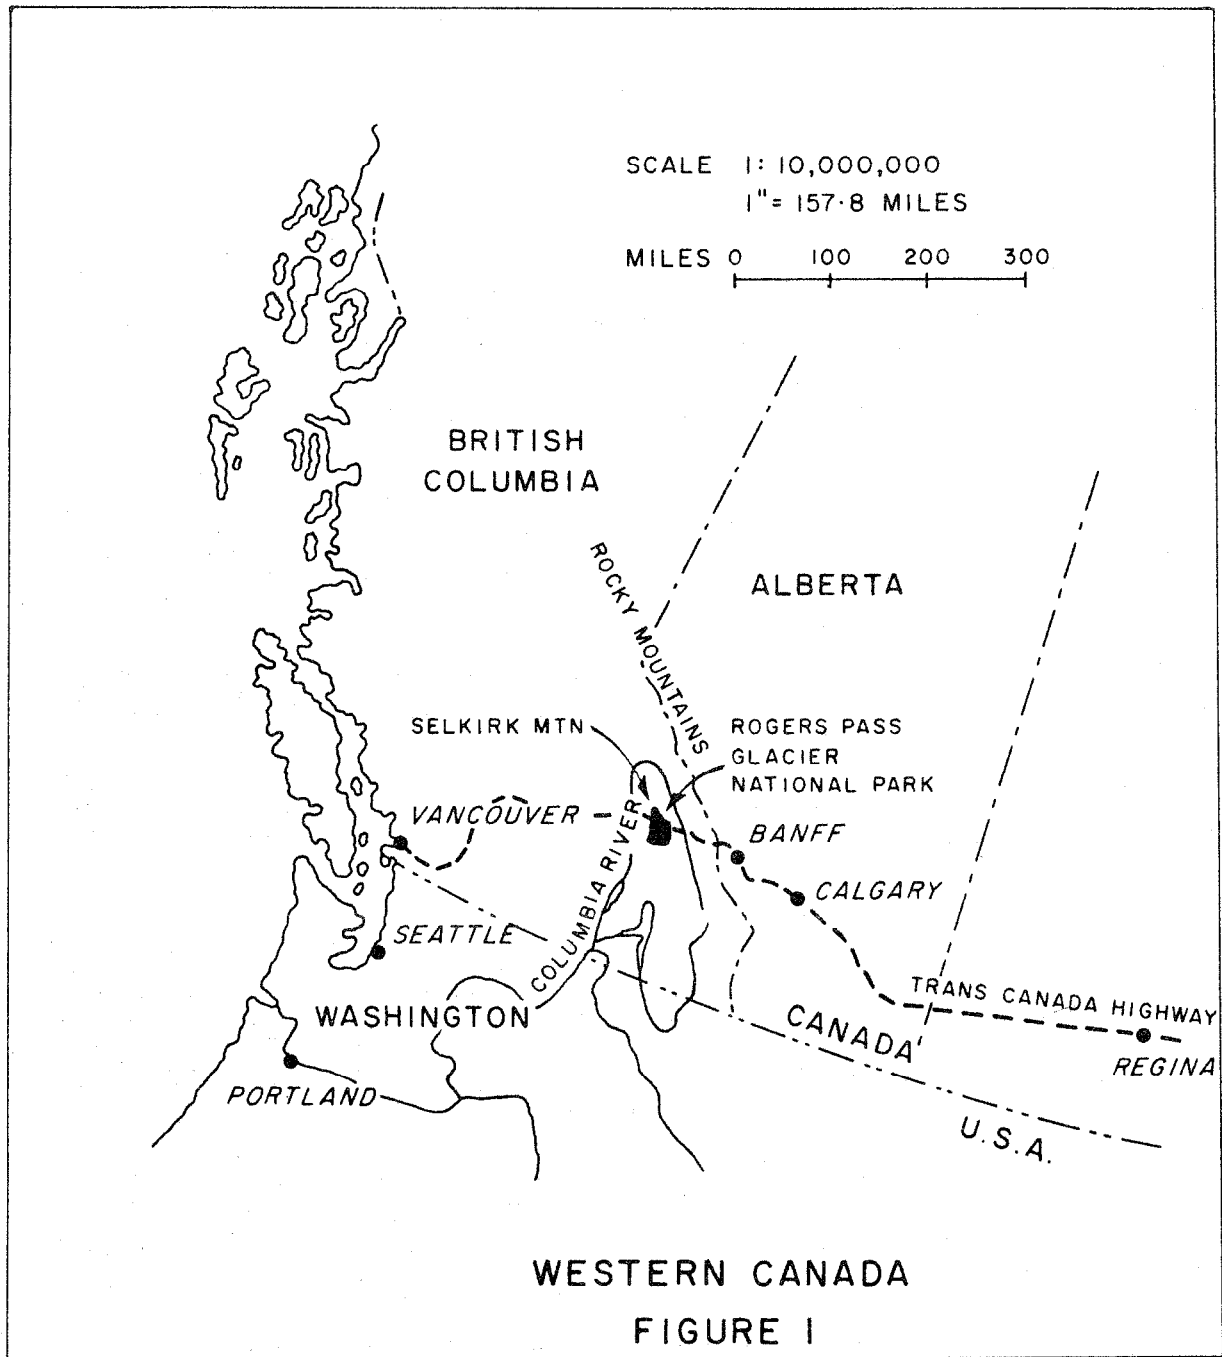 SCALE 1: 10,000,000
1" = 157·8 MILES
MILES 0 100 200 300
BRITISH
COLUMBIA
ROCKY MOUNTAINS
ALBERTA
SELKIRK MTN
ROGERS PASS
GLACIER
NATIONAL PARK
VANCOUVER
COLUMBIA RIVER
BANFF
CALGARY
SEATTLE
WASHINGTON
TRANS CANADA HIGHWAY
CANADA
REGINA
PORTLAND
U.S.A.
WESTERN CANADA
FIGURE 1